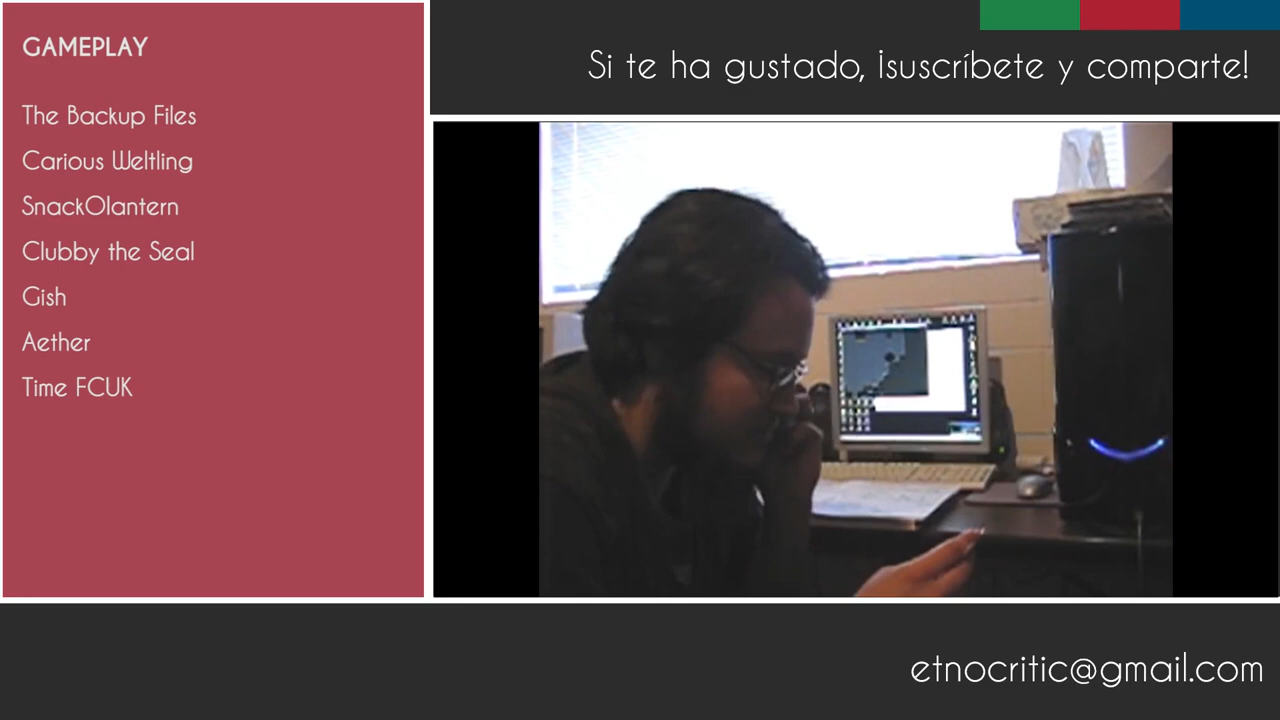 GAMEPLAY
The Backup Files
Carious Weltling
SnackOlantern
Clubby the Seal
Gish
Aether
Time FCUK
Si te ha gustado, ¡suscríbete y comparte!
etnocritic@gmail.com